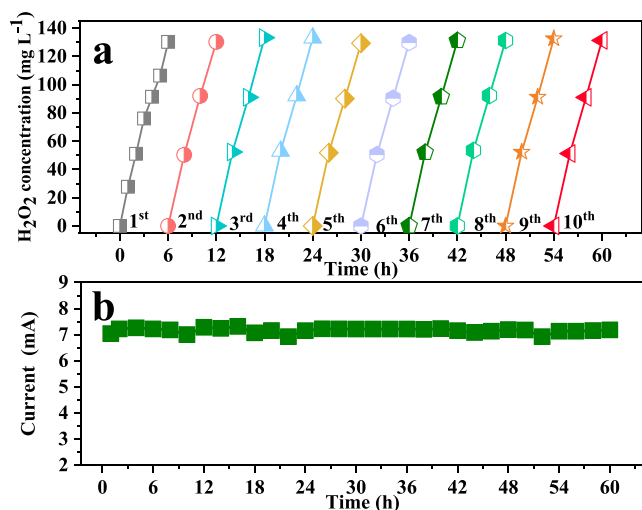 a
H₂O₂ concentration (mg L⁻¹)
140
120
100
80
60
40
20
0
1st 2nd 3rd 4th 5th 6th 7th 8th 9th 10th
0 6 12 18 24 30 36 42 48 54 60
Time (h)
b
Current (mA)
9
8
7
6
5
4
3
2
0 6 12 18 24 30 36 42 48 54 60
Time (h)